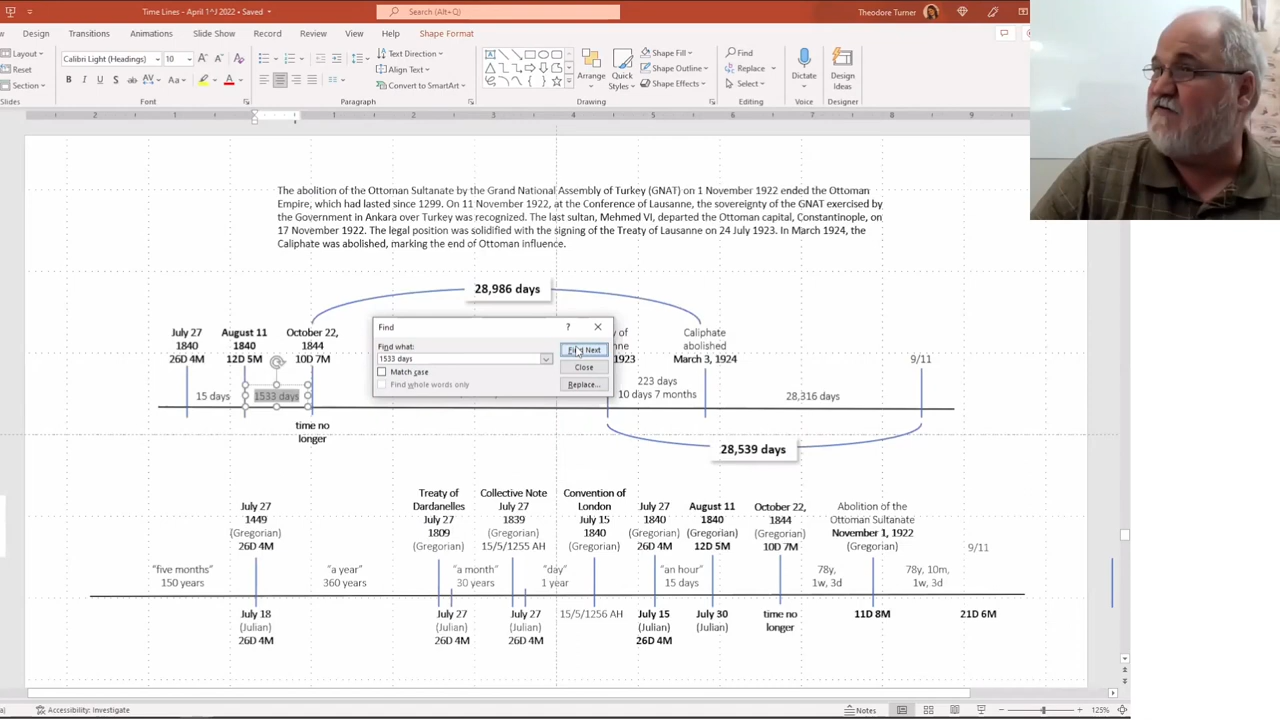 Time Lines - April 1^J 2022 • Saved
Search (Alt+Q)
Theodore Turner
Design
Transitions
Animations
Slide Show
Record
Review
View
Help
Shape Format
Reset
Section
Slides
Calibri Light (Headings)
10
Font
Text Direction
Align Text
Convert to SmartArt
Paragraph
Arrange
Quick
Styles
Shape Fill
Shape Outline
Shape Effects
Drawing
Find
Replace
Select
Editing
Dictate
Voice
Design
Ideas
Designer
2 1 1 2 3 4 5 6 7 8 9
The abolition of the Ottoman Sultanate by the Grand National Assembly of Turkey (GNAT) on 1 November 1922 ended the Ottoman
Empire, which had lasted since 1299. On 11 November 1922, at the Conference of Lausanne, the sovereignty of the GNAT exercised by
the Government in Ankara over Turkey was recognized. The last sultan, Mehmed VI, departed the Ottoman capital, Constantinople, on
17 November 1922. The legal position was solidified with the signing of the Treaty of Lausanne on 24 July 1923. In March 1924, the
Caliphate was abolished, marking the end of Ottoman influence.
28,986 days
July 27
1840
26D 4M
August 11
1840
12D 5M
October 22,
1844
10D 7M
Find
?
Find what:
1533 days
Match case
Find whole words only
Find Next
Close
Replace...
y of
nne
1923
Caliphate
abolished
March 3, 1924
9/11
15 days
1533 days
223 days
10 days 7 months
28,316 days
time no
longer
28,539 days
July 27
1449
(Gregorian)
26D 4M
Treaty of
Dardanelles
July 27
1809
(Gregorian)
Collective Note
July 27
1839
(Gregorian)
15/5/1255 AH
Convention of
London
July 15
1840
(Gregorian)
July 27
1840
(Gregorian)
26D 4M
August 11
1840
(Gregorian)
12D 5M
October 22,
1844
(Gregorian)
10D 7M
Abolition of the
Ottoman Sultanate
November 1, 1922
(Gregorian)
9/11
"five months"
150 years
"a year"
360 years
"a month"
30 years
"day"
1 year
"an hour"
15 days
78y,
1w, 3d
78y, 10m,
1w, 3d
July 18
(Julian)
26D 4M
July 27
(Julian)
26D 4M
July 27
(Julian)
26D 4M
15/5/1256 AH
July 15
(Julian)
26D 4M
July 30
(Julian)
time no
longer
11D 8M
21D 6M
Accessibility: Investigate
Notes
125%